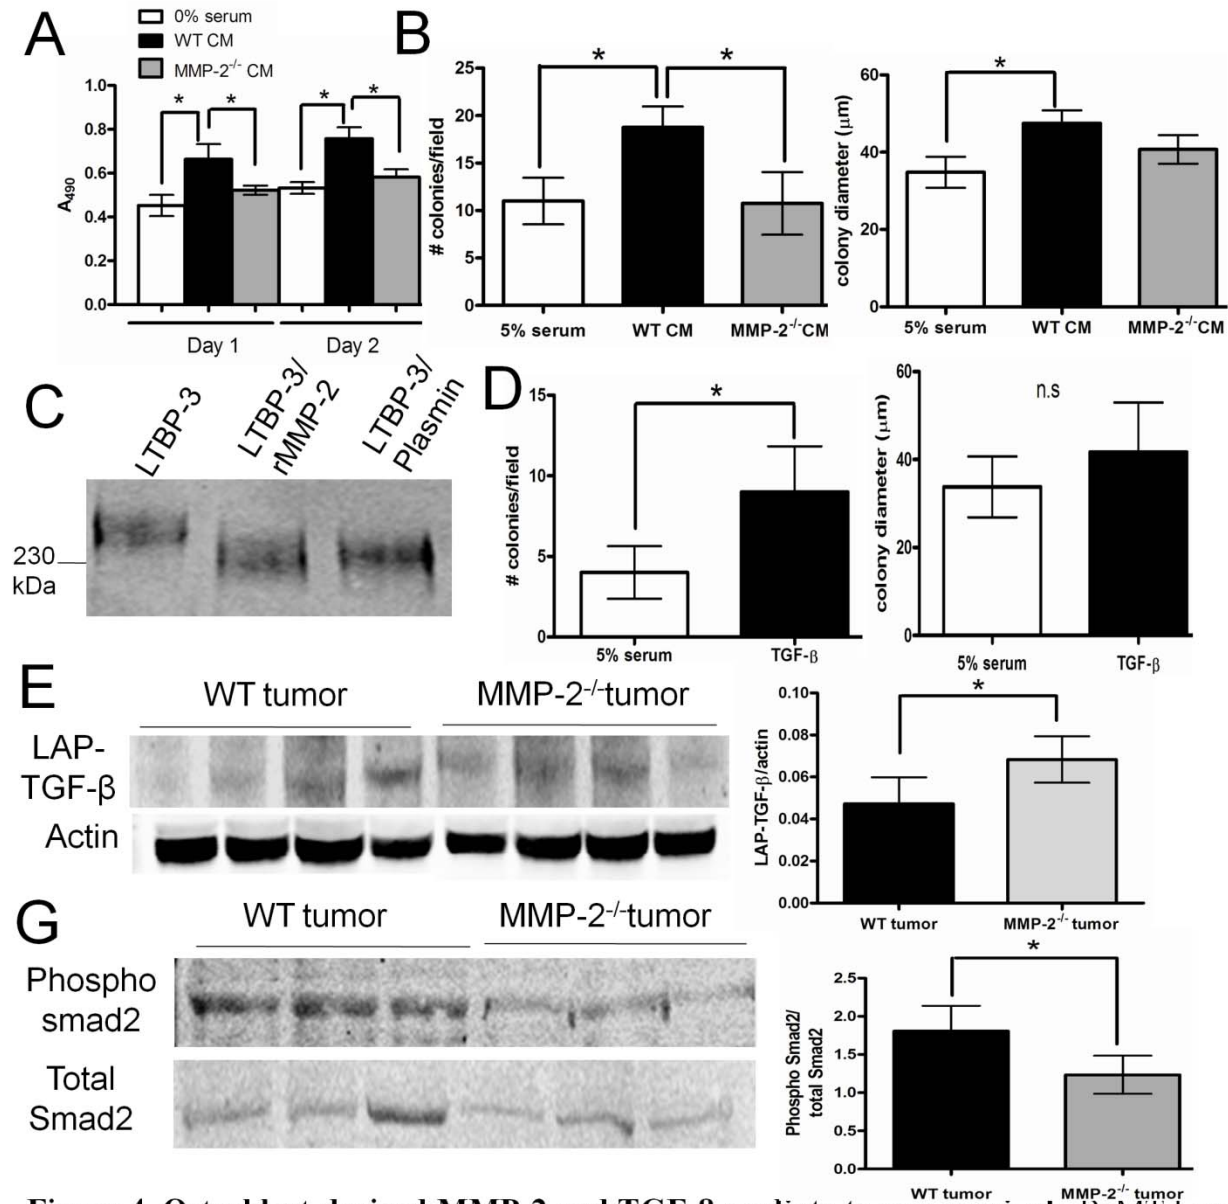 A
0% serum
WT CM
MMP-2-/- CM
A490
1.0
0.8
0.6
0.4
0.2
0.0
*
*
*
*
Day 1
Day 2
B
# colonies/field
25
20
15
10
5
0
*
*
5% serum
WT CM
MMP-2-/-CM
colony diameter (μm)
60
40
20
0
*
5% serum
WT CM
MMP-2-/-CM
C
LTBP-3
LTBP-3/
rMMP-2
LTBP-3/
Plasmin
230
kDa
D
# colonies/field
15
10
5
0
*
5% serum
TGF-β
colony diameter (μm)
60
40
20
0
n.s
5% serum
TGF-β
E
WT tumor
MMP-2-/-tumor
LAP-
TGF-β
Actin
LAP-TGF-β/actin
0.10
0.08
0.06
0.04
0.02
0.00
*
WT tumor
MMP-2-/- tumor
G
WT tumor
MMP-2-/-tumor
Phospho
smad2
Total
Smad2
Phospho Smad2/
total Smad2
2.5
2.0
1.5
1.0
0.5
0.0
*
WT tumor
MMP-2-/- tumor